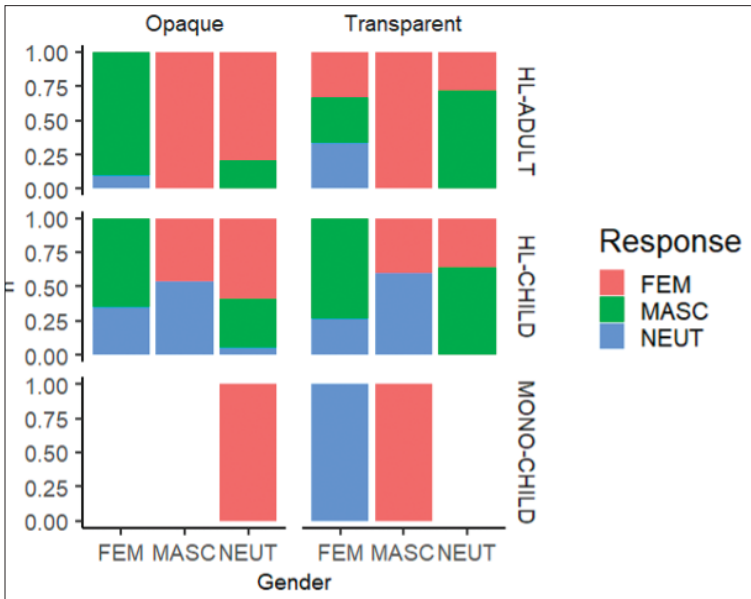 Opaque Transparent
1.00
0.75
0.50
0.25
0.00
HL-ADULT
1.00
0.75
0.50
0.25
0.00
HL-CHILD
1.00
0.75
0.50
0.25
0.00
MONO-CHILD
FEM MASC NEUT FEM MASC NEUT
Gender
Response
FEM
MASC
NEUT